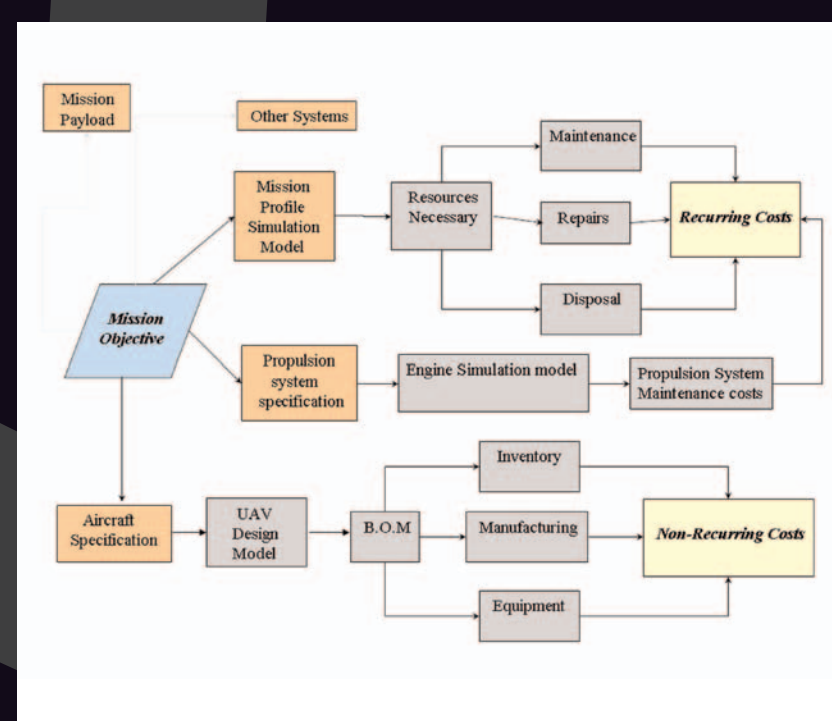 Mission
Payload
Other Systems
Mission
Profile
Simulation
Model
Resources
Necessary
Maintenance
Repairs
Disposal
Recurring Costs
Mission
Objective
Propulsion
system
specification
Engine Simulation model
Propulsion System
Maintenance costs
Aircraft
Specification
UAV
Design
Model
B.O.M
Inventory
Manufacturing
Equipment
Non-Recurring Costs